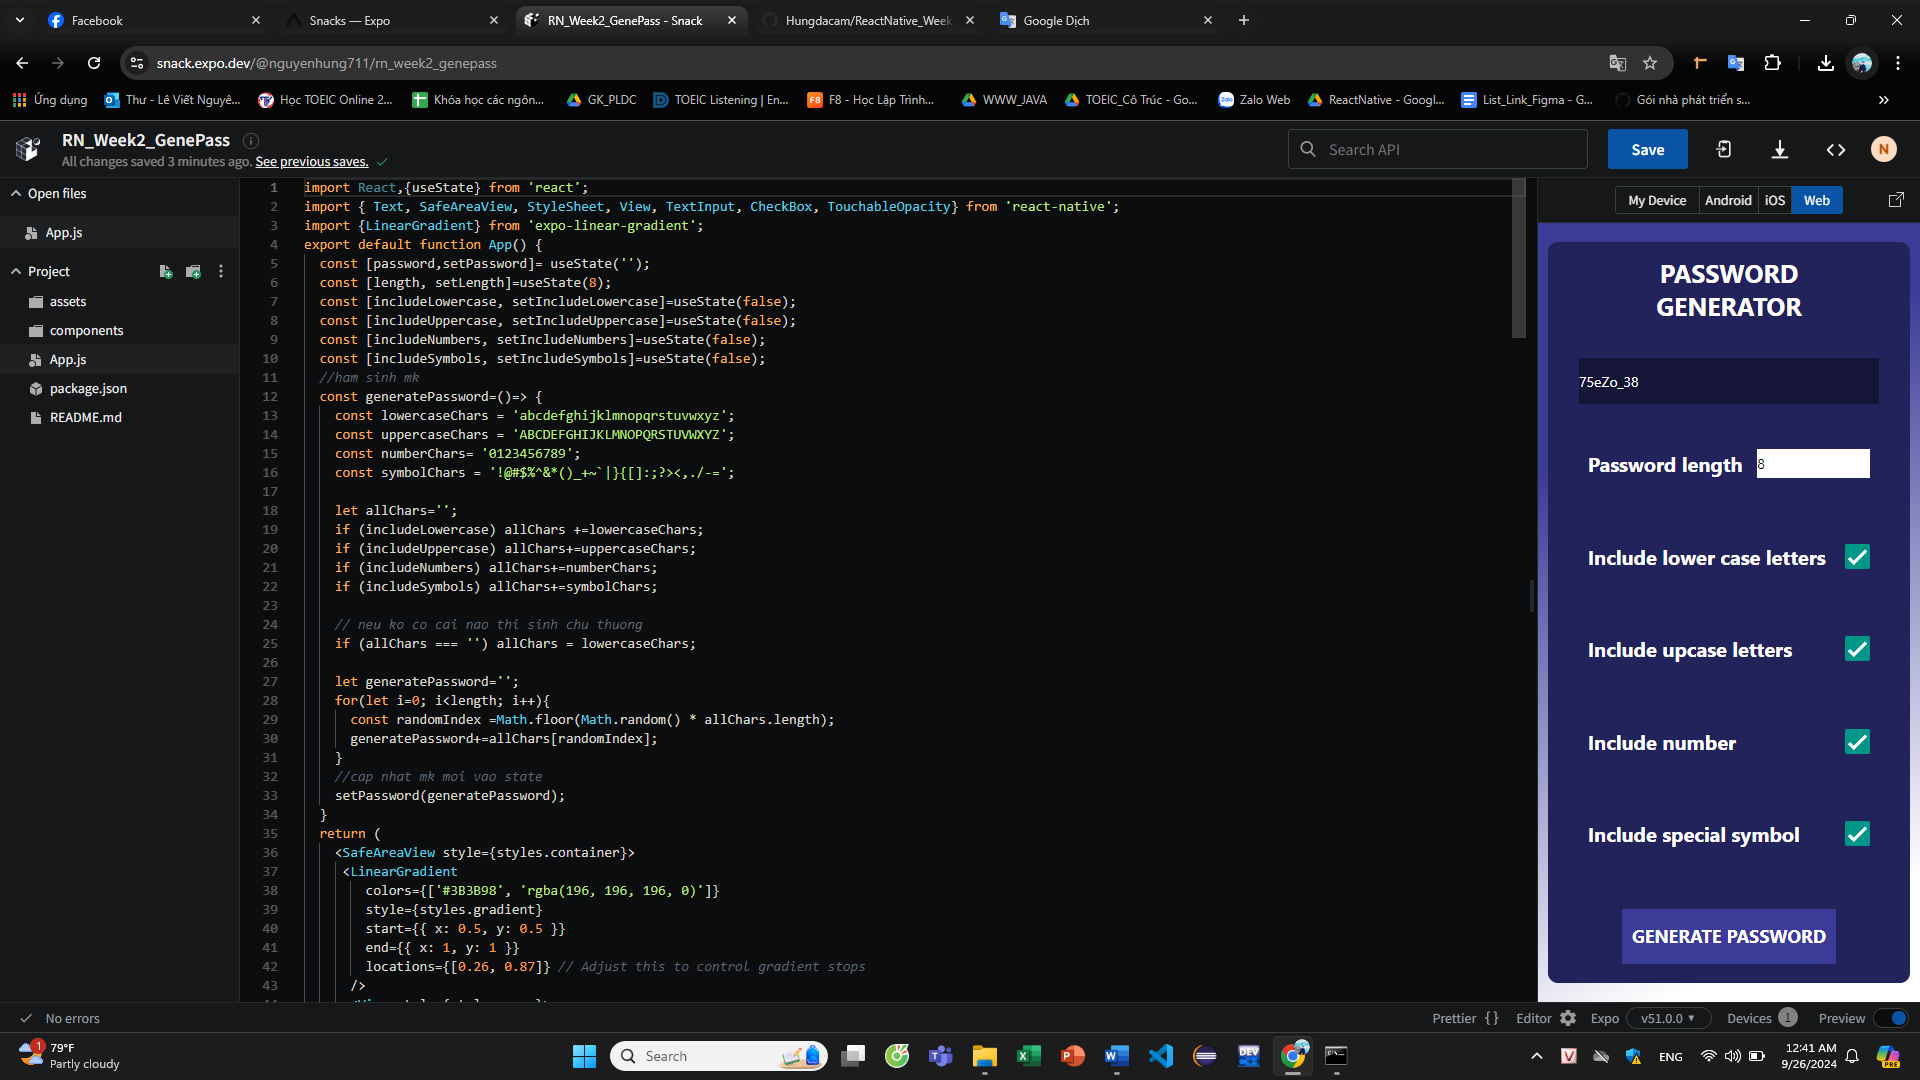 Facebook
Snacks — Expo
RN_Week2_GenePass - Snack
Hungdacam/ReactNative_Week
Google Dịch
snack.expo.dev/@nguyenhung711/rn_week2_genepass
Ứng dụng
Thư - Lê Viết Nguyê...
Học TOEIC Online 2...
Khóa học các ngôn...
GK_PLDC
TOEIC Listening | En...
F8 - Học Lập Trình...
WWW_JAVA
TOEIC_Cô Trúc - Go...
Zalo Web
ReactNative - Googl...
List_Link_Figma - G...
Gói nhà phát triển s...
RN_Week2_GenePass
All changes saved 3 minutes ago. See previous saves.
Search API
Save
N
Open files
App.js
Project
assets
components
App.js
package.json
README.md
1 import React,{useState} from 'react';
2 import { Text, SafeAreaView, StyleSheet, View, TextInput, CheckBox, TouchableOpacity} from 'react-native';
3 import {LinearGradient} from 'expo-linear-gradient';
4 export default function App() {
5 const [password,setPassword]= useState('');
6 const [length, setLength]=useState(8);
7 const [includeLowercase, setIncludeLowercase]=useState(false);
8 const [includeUppercase, setIncludeUppercase]=useState(false);
9 const [includeNumbers, setIncludeNumbers]=useState(false);
10 const [includeSymbols, setIncludeSymbols]=useState(false);
11 //ham sinh mk
12 const generatePassword=()=> {
13 const lowercaseChars = 'abcdefghijklmnopqrstuvwxyz';
14 const uppercaseChars = 'ABCDEFGHIJKLMNOPQRSTUVWXYZ';
15 const numberChars= '0123456789';
16 const symbolChars = '!@#$%^&*()_+~`|}{[]:;?><,./-=';
17
18 let allChars='';
19 if (includeLowercase) allChars +=lowercaseChars;
20 if (includeUppercase) allChars+=uppercaseChars;
21 if (includeNumbers) allChars+=numberChars;
22 if (includeSymbols) allChars+=symbolChars;
23
24 // neu ko co cai nao thi sinh chu thuong
25 if (allChars === '') allChars = lowercaseChars;
26
27 let generatePassword='';
28 for(let i=0; i<length; i++){
29 const randomIndex =Math.floor(Math.random() * allChars.length);
30 generatePassword+=allChars[randomIndex];
31 }
32 //cap nhat mk moi vao state
33 setPassword(generatePassword);
34 }
35 return (
36 <SafeAreaView style={styles.container}>
37 <LinearGradient
38 colors={['#3B3B98', 'rgba(196, 196, 196, 0)']}
39 style={styles.gradient}
40 start={{ x: 0.5, y: 0.5 }}
41 end={{ x: 1, y: 1 }}
42 locations={[0.26, 0.87]} // Adjust this to control gradient stops
43 />
My Device
Android
iOS
Web
PASSWORD
GENERATOR
75eZo_38
Password length
8
Include lower case letters
Include upcase letters
Include number
Include special symbol
GENERATE PASSWORD
No errors
Prettier {}
Editor
Expo
v51.0.0
Devices 1
Preview
1
79°F
Partly cloudy
Search
ENG
12:41 AM
9/26/2024